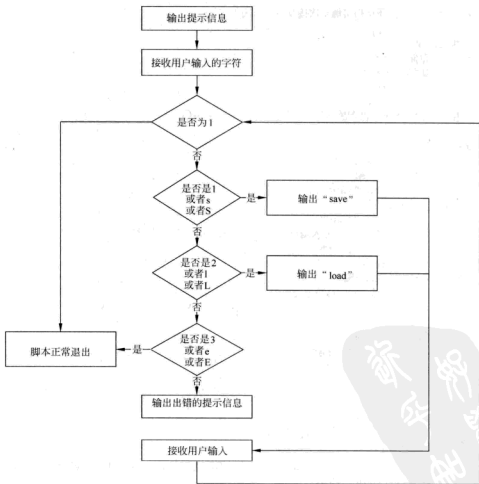 输出提示信息
接收用户输入的字符
是否为1
否
是否是1
或者s
或者S
是
输出“save”
否
是否是2
或者l
或者L
是
输出“load”
否
是否是3
或者e
或者E
是
脚本正常退出
否
输出出错的提示信息
接收用户输入